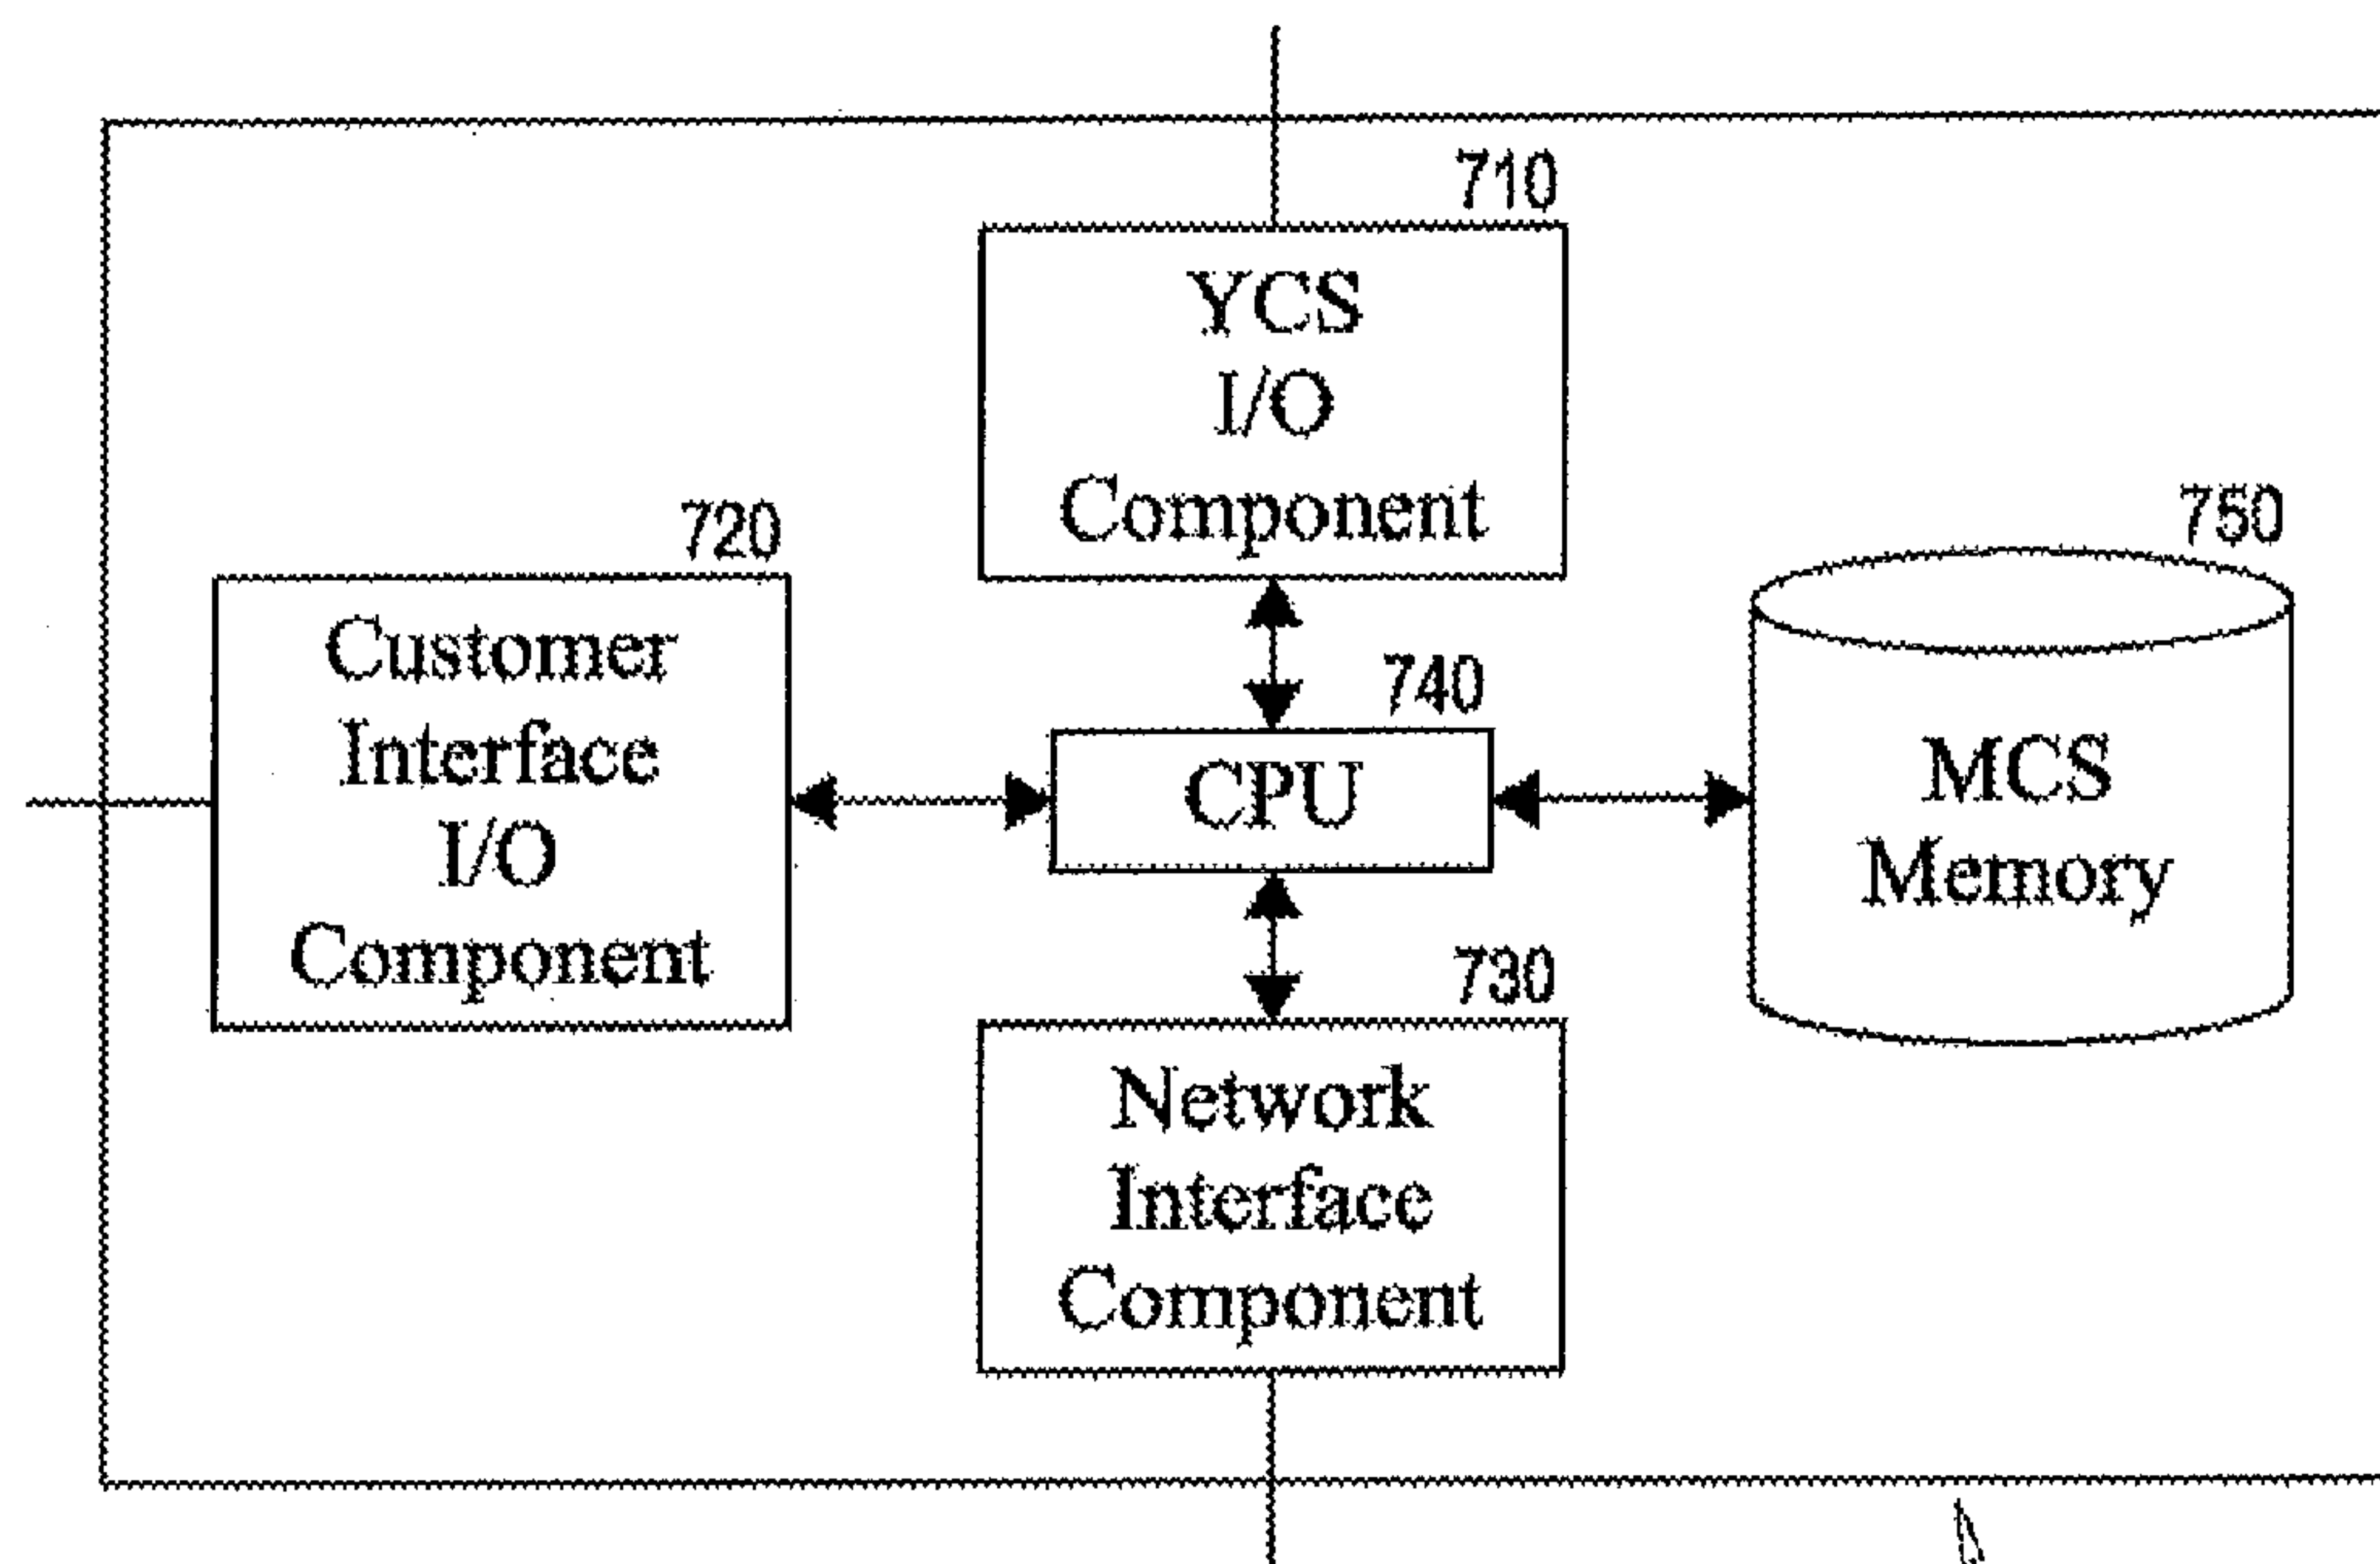 710
YCS
I/O
Component
720
Customer
Interface
I/O
Component
740
CPU
750
MCS
Memory
730
Network
Interface
Component